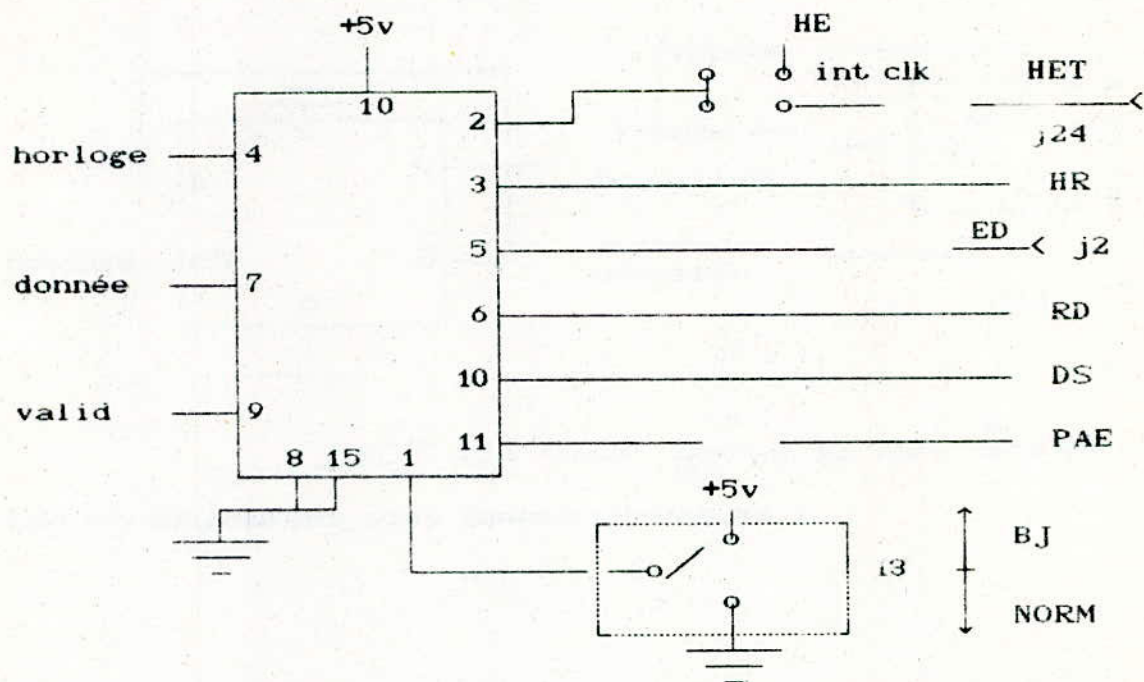 +5v
HE
int clk
HET
10
2
j24
horloge
4
3
HR
5
ED
j2
donnée
7
6
RD
10
DS
valid
9
11
PAE
8
15
1
+5v
BJ
i3
NORM